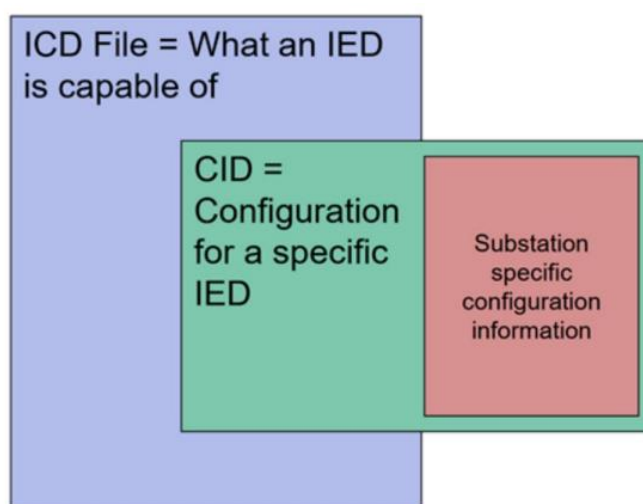 ICD File = What an IED
is capable of
CID =
Configuration
for a specific
IED
Substation
specific
configuration
information